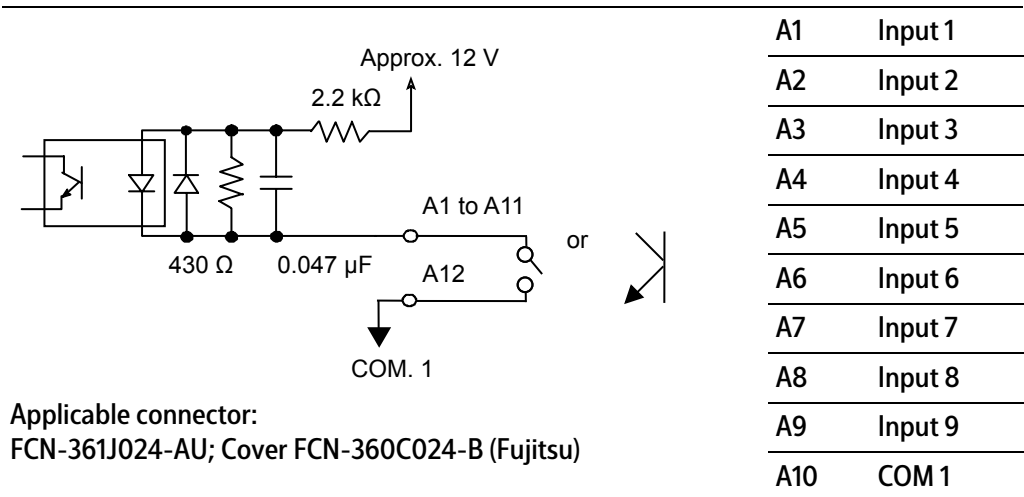 Approx. 12 V
2.2 kΩ
A1 to A11
or
430 Ω
0.047 µF
A12
COM. 1
Applicable connector:
FCN-361J024-AU; Cover FCN-360C024-B (Fujitsu)
A1 Input 1
A2 Input 2
A3 Input 3
A4 Input 4
A5 Input 5
A6 Input 6
A7 Input 7
A8 Input 8
A9 Input 9
A10 COM 1